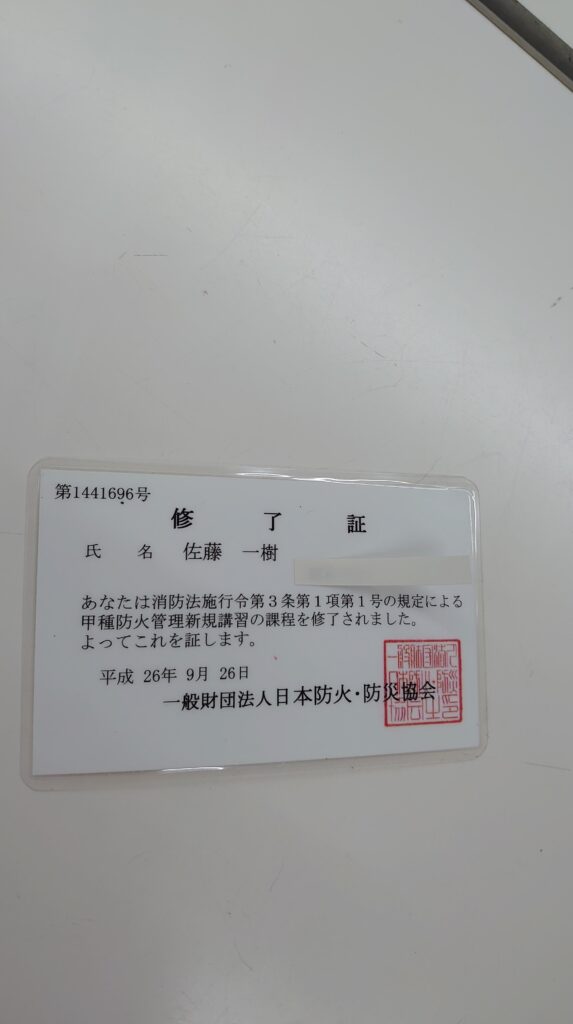 第1441696号
修了証
氏名 佐藤 一樹
あなたは消防法施行令第３条第１項第１号の規定による
甲種防火管理新規講習の課程を修了されました。
よってこれを証します。
平成 26年 9月 26日
一般財団法人日本防火・防災協会